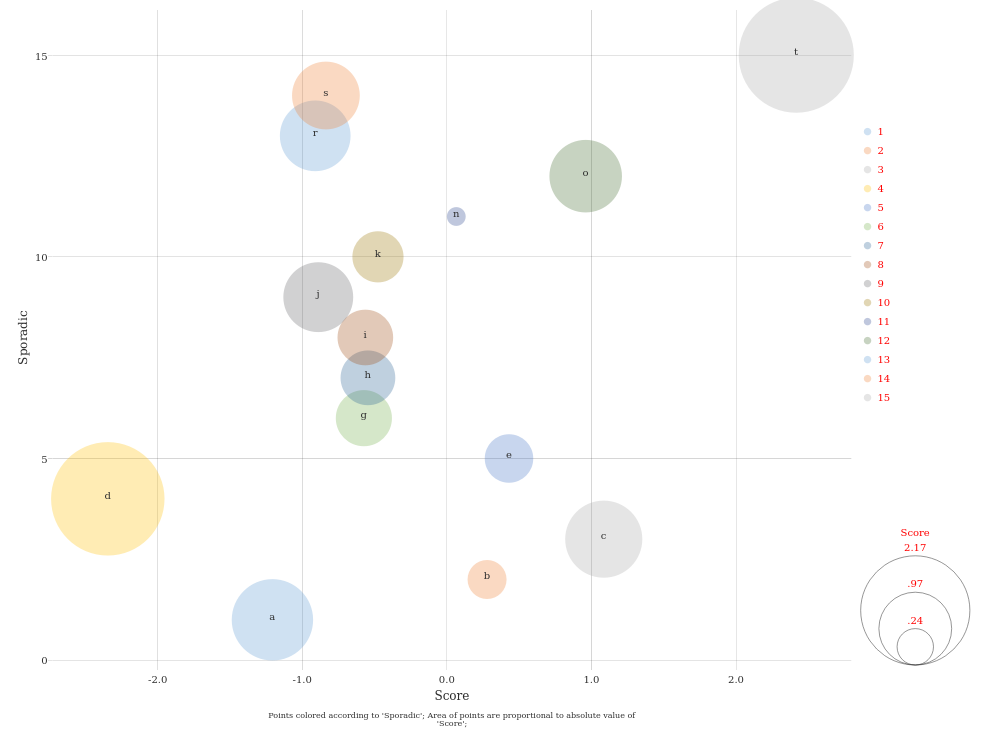 t
15
s
1
r
2
3
o
4
5
n
6
7
k
10
8
9
j
10
11
Sporadic
i
12
13
h
14
15
g
5
e
d
Score
c
2.17
b
.97
a
.24
0
-2.0 -1.0 0.0 1.0 2.0
Score
Points colored according to 'Sporadic'; Area of points are proportional to absolute value of
'Score';